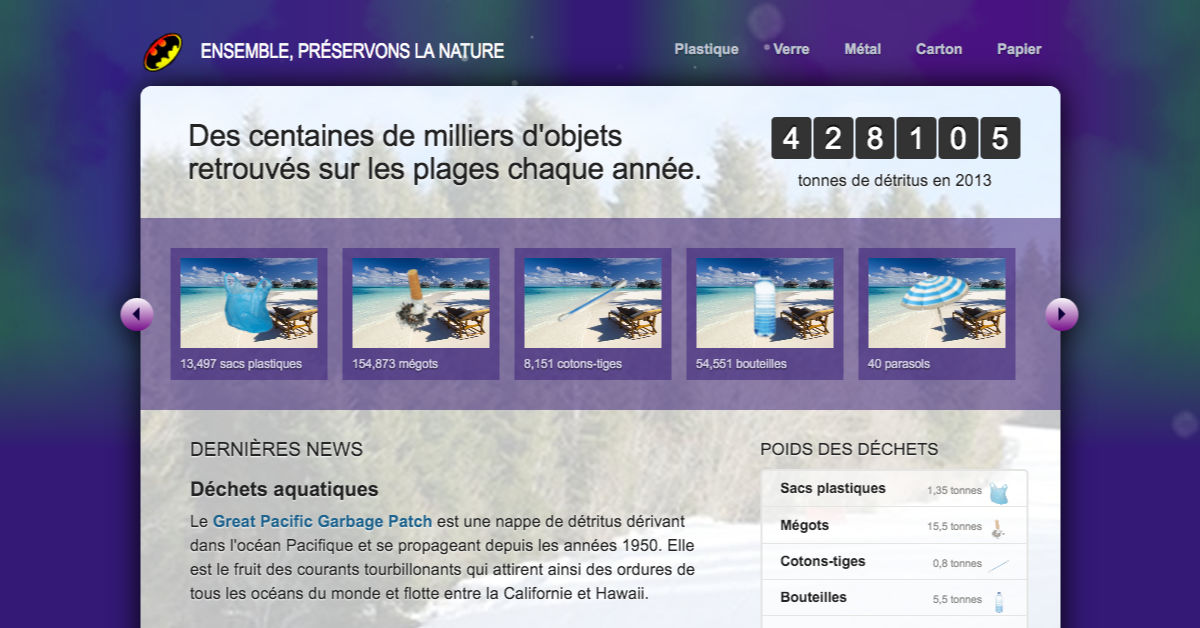 ENSEMBLE, PRÉSERVONS LA NATURE
Plastique Verre Métal Carton Papier
Des centaines de milliers d'objets
retrouvés sur les plages chaque année.
428105
tonnes de détritus en 2013
13,497 sacs plastiques
154,873 mégots
8,151 cotons-tiges
54,551 bouteilles
40 parasols
DERNIÈRES NEWS
Déchets aquatiques
Le Great Pacific Garbage Patch est une nappe de détritus dérivant
dans l'océan Pacifique et se propageant depuis les années 1950. Elle
est le fruit des courants tourbillonants qui attirent ainsi des ordures de
tous les océans du monde et flotte entre la Californie et Hawaii.
POIDS DES DÉCHETS
Sacs plastiques 1,35 tonnes
Mégots 15,5 tonnes
Cotons-tiges 0,8 tonnes
Bouteilles 5,5 tonnes